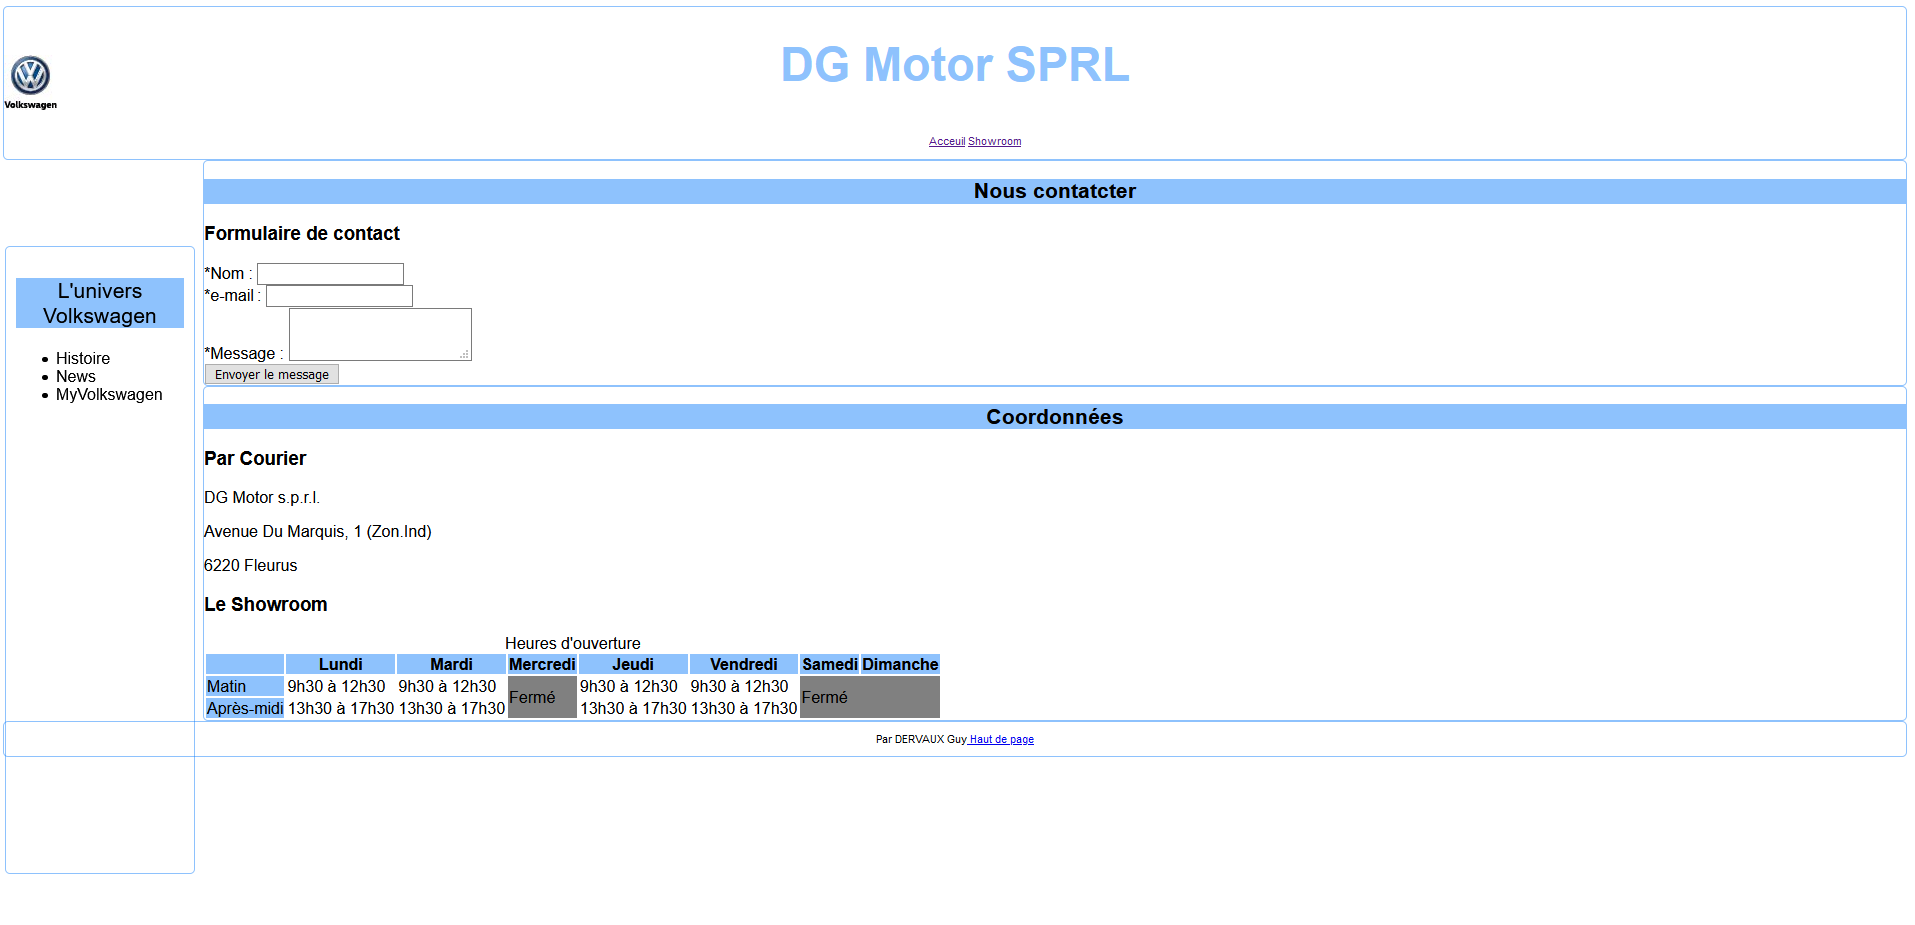 DG Motor SPRL
Volkswagen
Acceuil Showroom
L'univers
Volkswagen
Histoire
News
MyVolkswagen
Nous contatcter
Formulaire de contact
*Nom :
*e-mail :
*Message :
Envoyer le message
Coordonnées
Par Courier
DG Motor s.p.r.l.
Avenue Du Marquis, 1 (Zon.Ind)
6220 Fleurus
Le Showroom
Heures d'ouverture
Lundi Mardi Mercredi Jeudi Vendredi Samedi Dimanche
Matin 9h30 à 12h30 9h30 à 12h30 Fermé 9h30 à 12h30 9h30 à 12h30 Fermé
Après-midi 13h30 à 17h30 13h30 à 17h30 13h30 à 17h30 13h30 à 17h30
Par DERVAUX Guy Haut de page